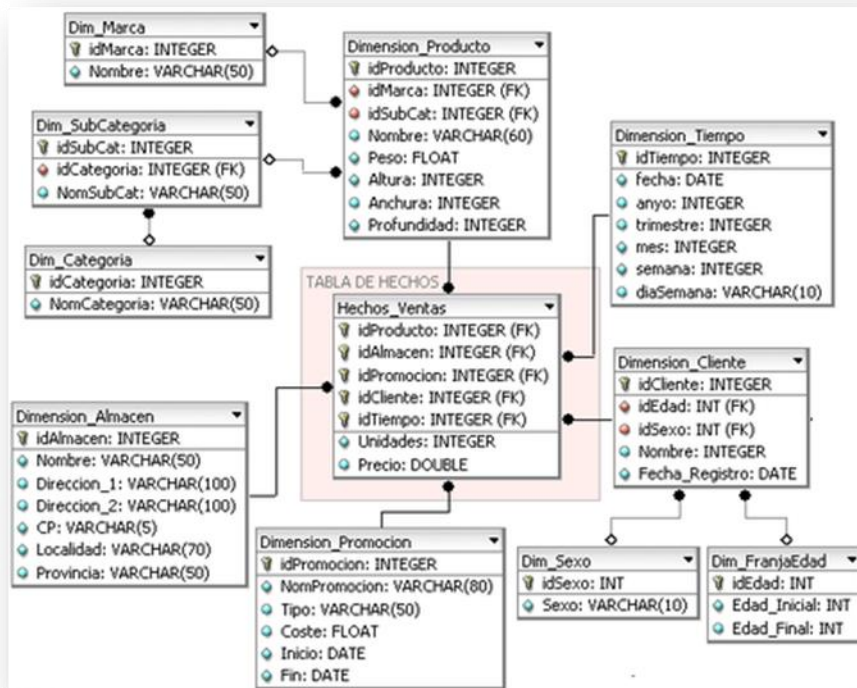 Dim_Marca
idMarca: INTEGER
Nombre: VARCHAR(50)
Dimension_Producto
idProducto: INTEGER
idMarca: INTEGER (FK)
idSubCat: INTEGER (FK)
Nombre: VARCHAR(60)
Peso: FLOAT
Altura: INTEGER
Anchura: INTEGER
Profundidad: INTEGER
Dim_SubCategoria
idSubCat: INTEGER
idCategoria: INTEGER (FK)
NomSubCat: VARCHAR(50)
Dimension_Tiempo
idTiempo: INTEGER
fecha: DATE
anyo: INTEGER
trimestre: INTEGER
mes: INTEGER
semana: INTEGER
diaSemana: VARCHAR(10)
Dim_Categoria
idCategoria: INTEGER
NomCategoria: VARCHAR(50)
TABLA DE HECHOS
Hechos_Ventas
idProducto: INTEGER (FK)
idAlmacen: INTEGER (FK)
idPromocion: INTEGER (FK)
idCliente: INTEGER (FK)
idTiempo: INTEGER (FK)
Unidades: INTEGER
Precio: DOUBLE
Dimension_Cliente
idCliente: INTEGER
idEdad: INT (FK)
idSexo: INT (FK)
Nombre: INTEGER
Fecha_Registro: DATE
Dimension_Almacen
idAlmacen: INTEGER
Nombre: VARCHAR(50)
Direccion_1: VARCHAR(100)
Direccion_2: VARCHAR(100)
CP: VARCHAR(5)
Localidad: VARCHAR(70)
Provincia: VARCHAR(50)
Dimension_Promocion
idPromocion: INTEGER
NomPromocion: VARCHAR(80)
Tipo: VARCHAR(50)
Coste: FLOAT
Inicio: DATE
Fin: DATE
Dim_Sexo
idSexo: INT
Sexo: VARCHAR(10)
Dim_FranjaEdad
idEdad: INT
Edad_Inicial: INT
Edad_Final: INT